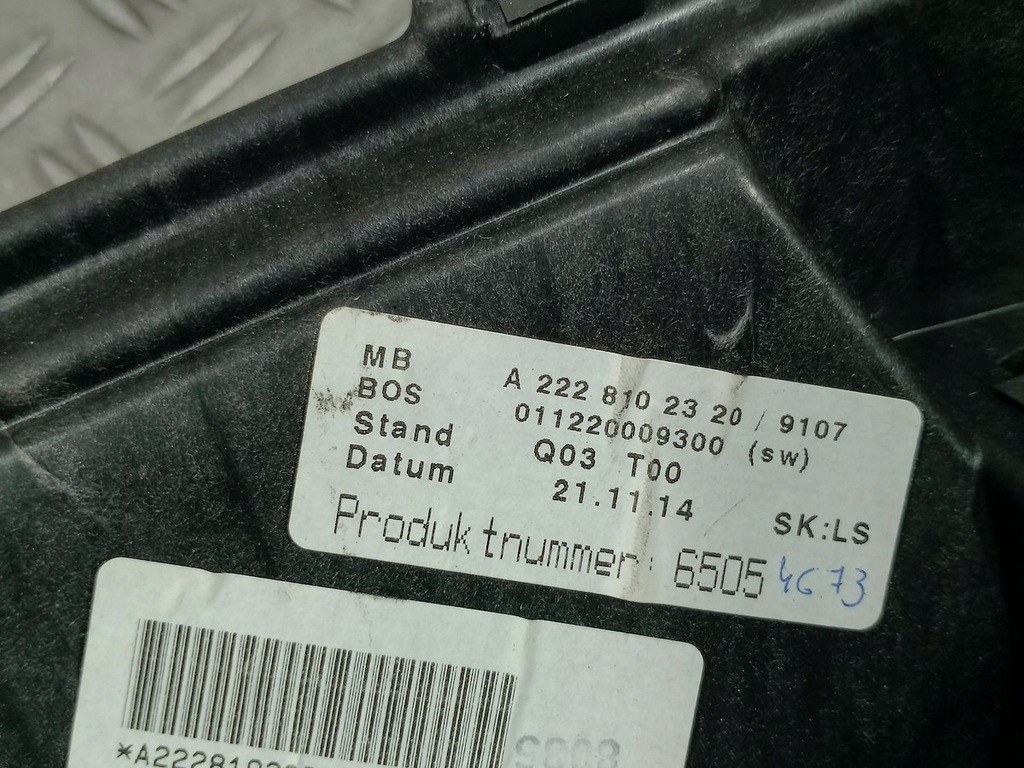 MB A 222 810 23 20 / 9107
BOS 011220009300 (sw)
Stand Q03 T00
Datum 21.11.14
SK:LS
Produktnummer: 6505 4673